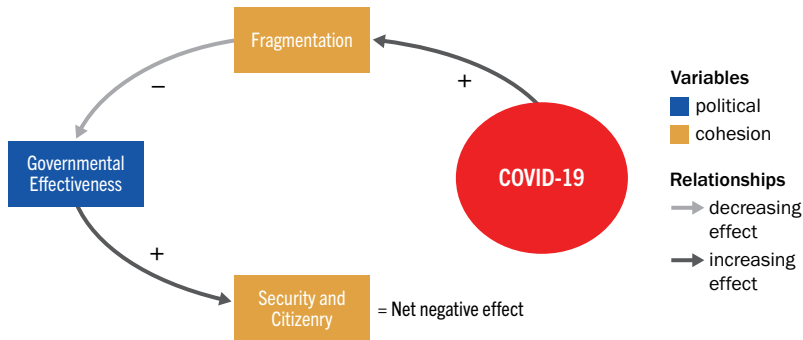 Fragmentation
+
−
COVID-19
Governmental
Effectiveness
+
Security and
Citizenry
= Net negative effect
Variables
political
cohesion
Relationships
decreasing
effect
increasing
effect